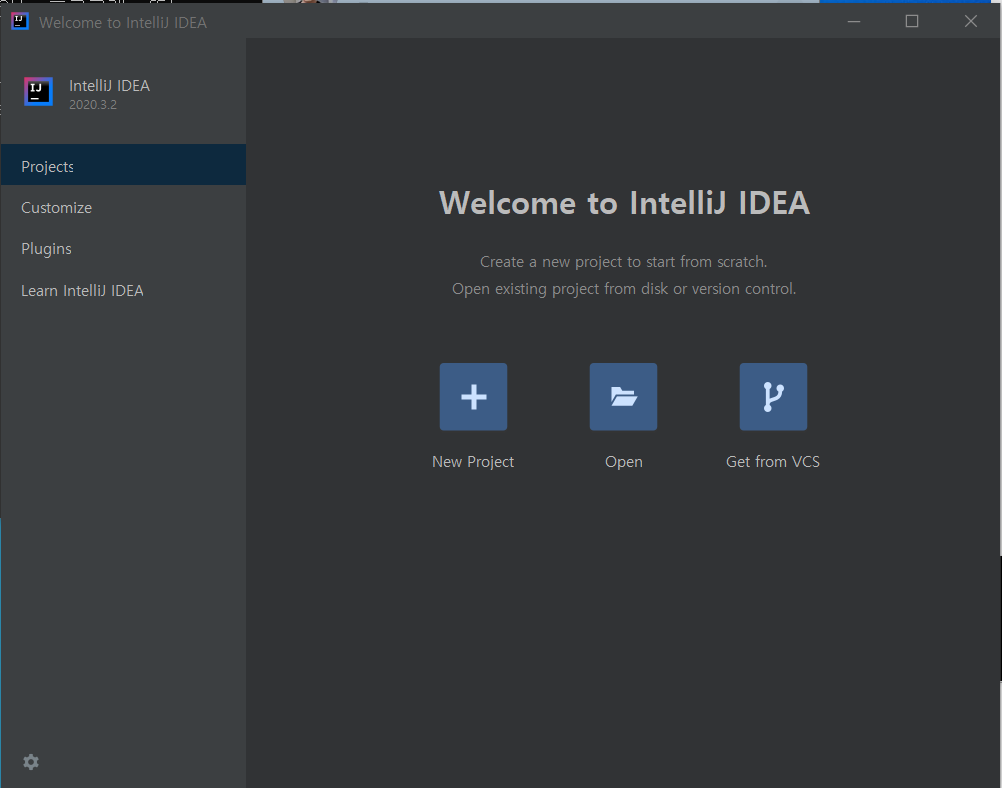 Welcome to IntelliJ IDEA
IJ
IntelliJ IDEA
2020.3.2
Projects
Customize
Plugins
Learn IntelliJ IDEA
Welcome to IntelliJ IDEA
Create a new project to start from scratch.
Open existing project from disk or version control.
New Project
Open
Get from VCS